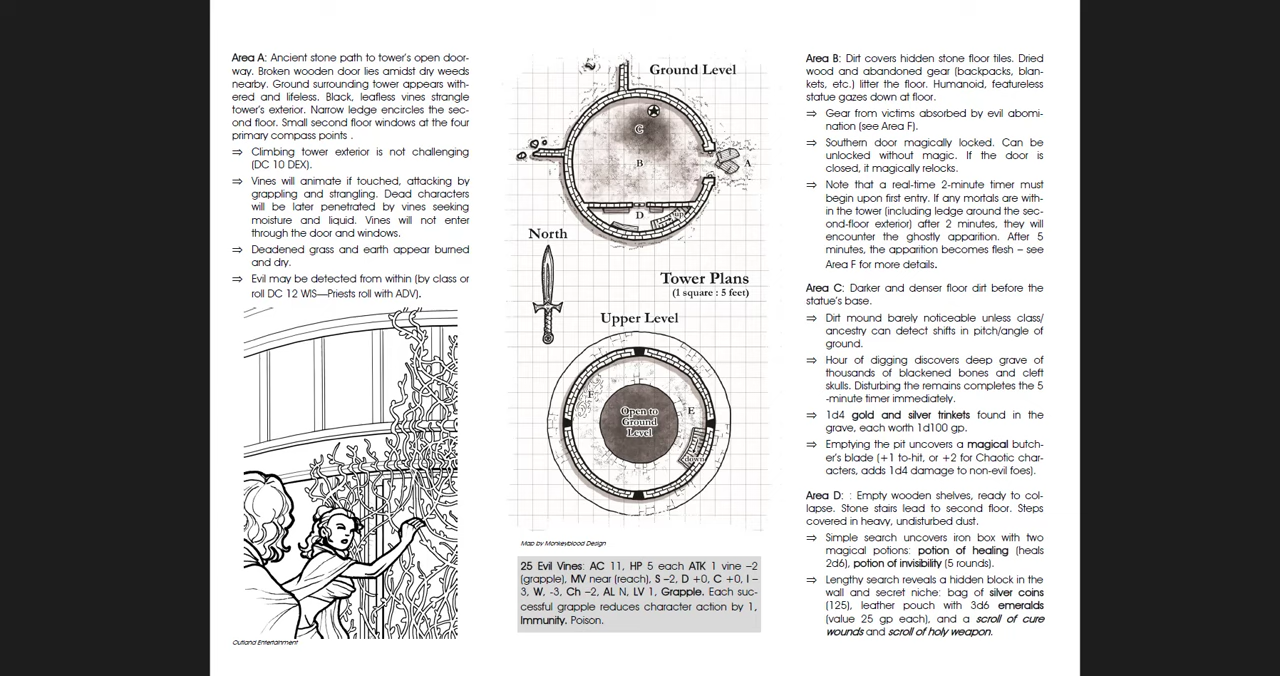 Area A: Ancient stone path to tower's open door-
way. Broken wooden door lies amidst dry weeds
nearby. Ground surrounding tower appears with-
ered and lifeless. Black, leafless vines strangle
tower's exterior. Narrow ledge encircles the sec-
ond floor. Small second floor windows at the four
primary compass points .
⇒ Climbing tower exterior is not challenging
(DC 10 DEX).
⇒ Vines will animate if touched, attacking by
grappling and strangling. Dead characters
will be later penetrated by vines seeking
moisture and liquid. Vines will not enter
through the door and windows.
⇒ Deadened grass and earth appear burned
and dry.
⇒ Evil may be detected from within (by class or
roll DC 12 WIS—Priests roll with ADV).
Outland Entertainment
Ground Level
C
B
A
D
up
North
Tower Plans
(1 square : 5 feet)
Upper Level
F
Open to
Ground
Level
E
down
Map by Monkeyblood Design
25 Evil Vines: AC 11, HP 5 each ATK 1 vine –2
(grapple), MV near (reach), S –2, D +0, C +0, I –
3, W, -3, Ch –2, AL N, LV 1, Grapple. Each suc-
cessful grapple reduces character action by 1,
Immunity. Poison.
Area B: Dirt covers hidden stone floor tiles. Dried
wood and abandoned gear (backpacks, blan-
kets, etc.) litter the floor. Humanoid, featureless
statue gazes down at floor.
⇒ Gear from victims absorbed by evil abomi-
nation (see Area F).
⇒ Southern door magically locked. Can be
unlocked without magic. If the door is
closed, it magically relocks.
⇒ Note that a real-time 2-minute timer must
begin upon first entry. If any mortals are with-
in the tower (including ledge around the sec-
ond-floor exterior) after 2 minutes, they will
encounter the ghostly apparition. After 5
minutes, the apparition becomes flesh – see
Area F for more details.
Area C: Darker and denser floor dirt before the
statue's base.
⇒ Dirt mound barely noticeable unless class/
ancestry can detect shifts in pitch/angle of
ground.
⇒ Hour of digging discovers deep grave of
thousands of blackened bones and cleft
skulls. Disturbing the remains completes the 5
-minute timer immediately.
⇒ 1d4 gold and silver trinkets found in the
grave, each worth 1d100 gp.
⇒ Emptying the pit uncovers a magical butch-
er's blade (+1 to-hit, or +2 for Chaotic char-
acters, adds 1d4 damage to non-evil foes).
Area D: : Empty wooden shelves, ready to col-
lapse. Stone stairs lead to second floor. Steps
covered in heavy, undisturbed dust.
⇒ Simple search uncovers iron box with two
magical potions: potion of healing (heals
2d6), potion of invisibility (5 rounds).
⇒ Lengthy search reveals a hidden block in the
wall and secret niche: bag of silver coins
(125), leather pouch with 3d6 emeralds
(value 25 gp each), and a scroll of cure
wounds and scroll of holy weapon.